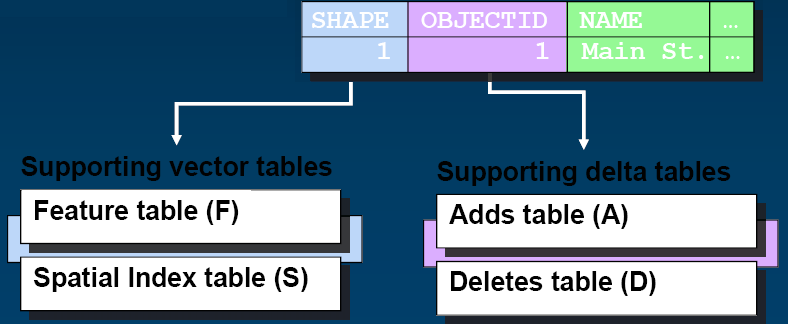 SHAPE OBJECTID NAME ...
1 1 Main St. ...
Supporting vector tables
Feature table (F)
Spatial Index table (S)
Supporting delta tables
Adds table (A)
Deletes table (D)